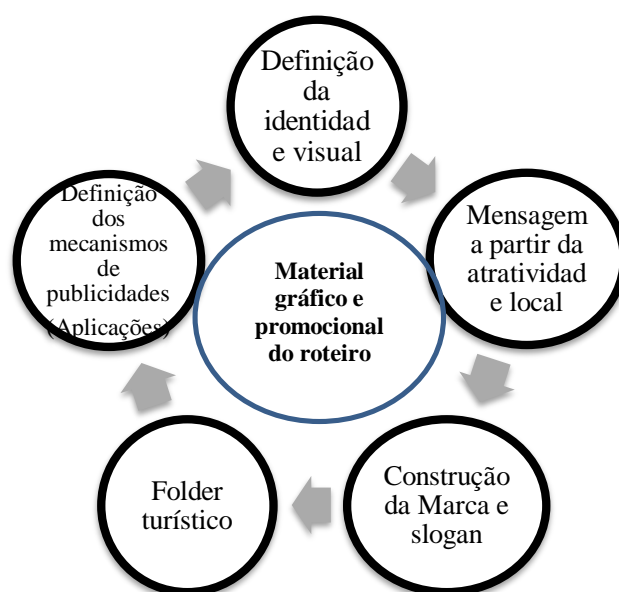 Definição
da
identidad
e visual
Mensagem
a partir da
atratividad
e local
Construção
da Marca e
slogan
Folder
turístico
Definição
dos
mecanismos
de
publicidades
(Aplicações)
Material
gráfico e
promocional
do roteiro